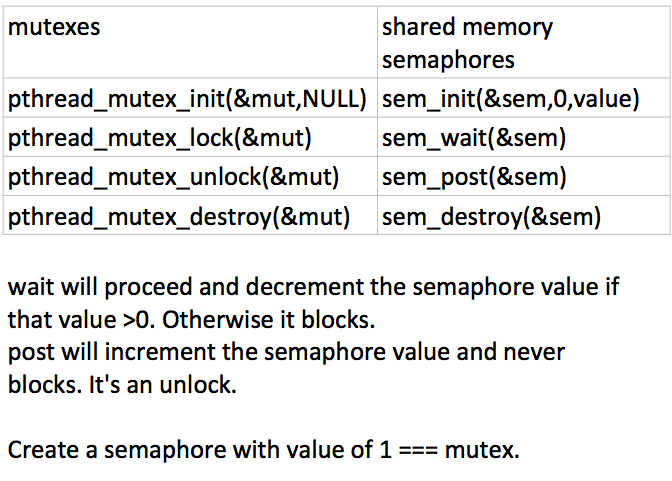 mutexes
shared memory
semaphores
pthread_mutex_init(&mut,NULL) sem_init(&sem,0,value)
pthread_mutex_lock(&mut) sem_wait(&sem)
pthread_mutex_unlock(&mut) sem_post(&sem)
pthread_mutex_destroy(&mut) sem_destroy(&sem)
wait will proceed and decrement the semaphore value if
that value >0. Otherwise it blocks.
post will increment the semaphore value and never
blocks. It's an unlock.
Create a semaphore with value of 1 === mutex.